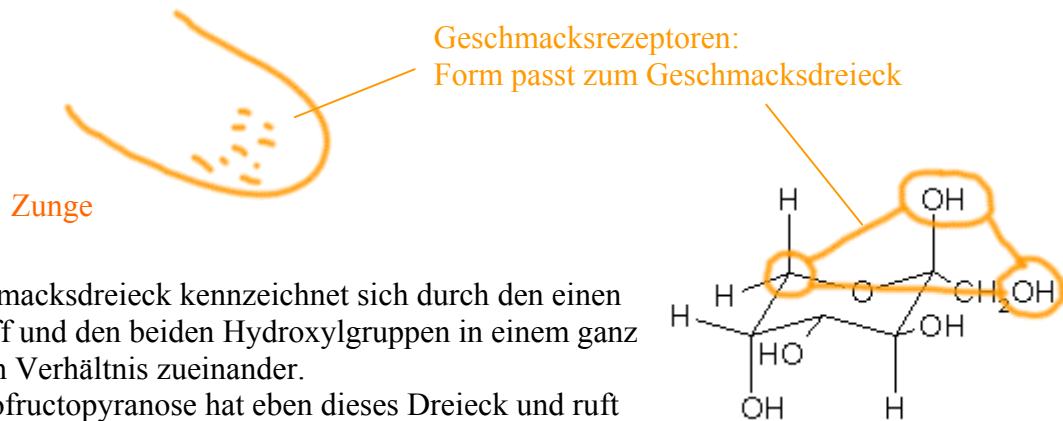 Geschmacksrezeptoren:
Form passt zum Geschmacksdreieck
Zunge
macksdreieck kennzeichnet sich durch den einen
f und den beiden Hydroxylgruppen in einem ganz
n Verhältnis zueinander.
ofructopyranose hat eben dieses Dreieck und ruft
H
OH
H
O
CH2OH
H
OH
HO
OH
H